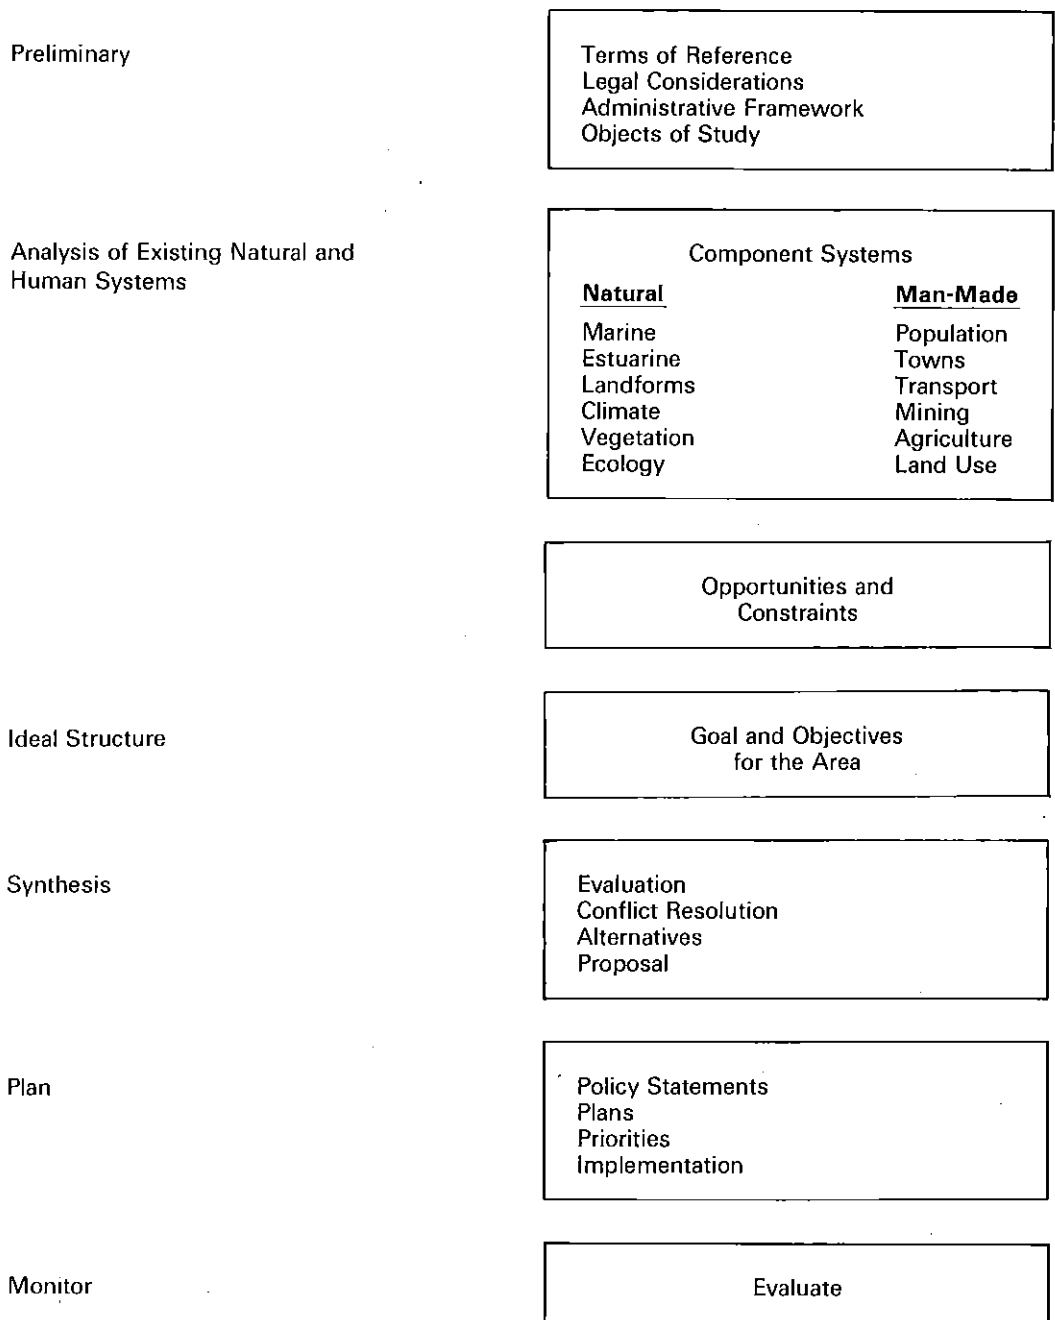 Preliminary
Terms of Reference
Legal Considerations
Administrative Framework
Objects of Study
Analysis of Existing Natural and
Human Systems
Component Systems
Natural
Man-Made
Marine
Population
Estuarine
Towns
Landforms
Transport
Climate
Mining
Vegetation
Agriculture
Ecology
Land Use
Opportunities and
Constraints
Ideal Structure
Goal and Objectives
for the Area
Synthesis
Evaluation
Conflict Resolution
Alternatives
Proposal
Plan
Policy Statements
Plans
Priorities
Implementation
Monitor
Evaluate